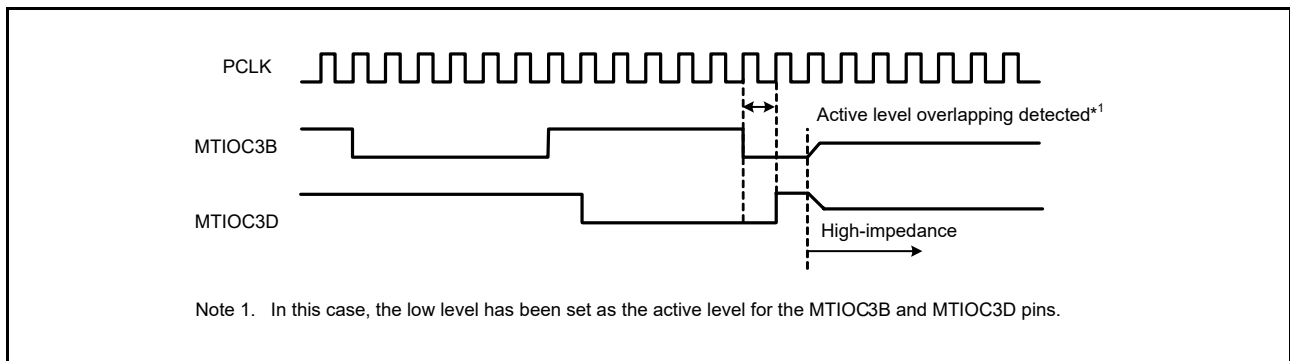 PCLK
Active level overlapping detected*1
MTIOC3B
MTIOC3D
High-impedance
Note 1. In this case, the low level has been set as the active level for the MTIOC3B and MTIOC3D pins.